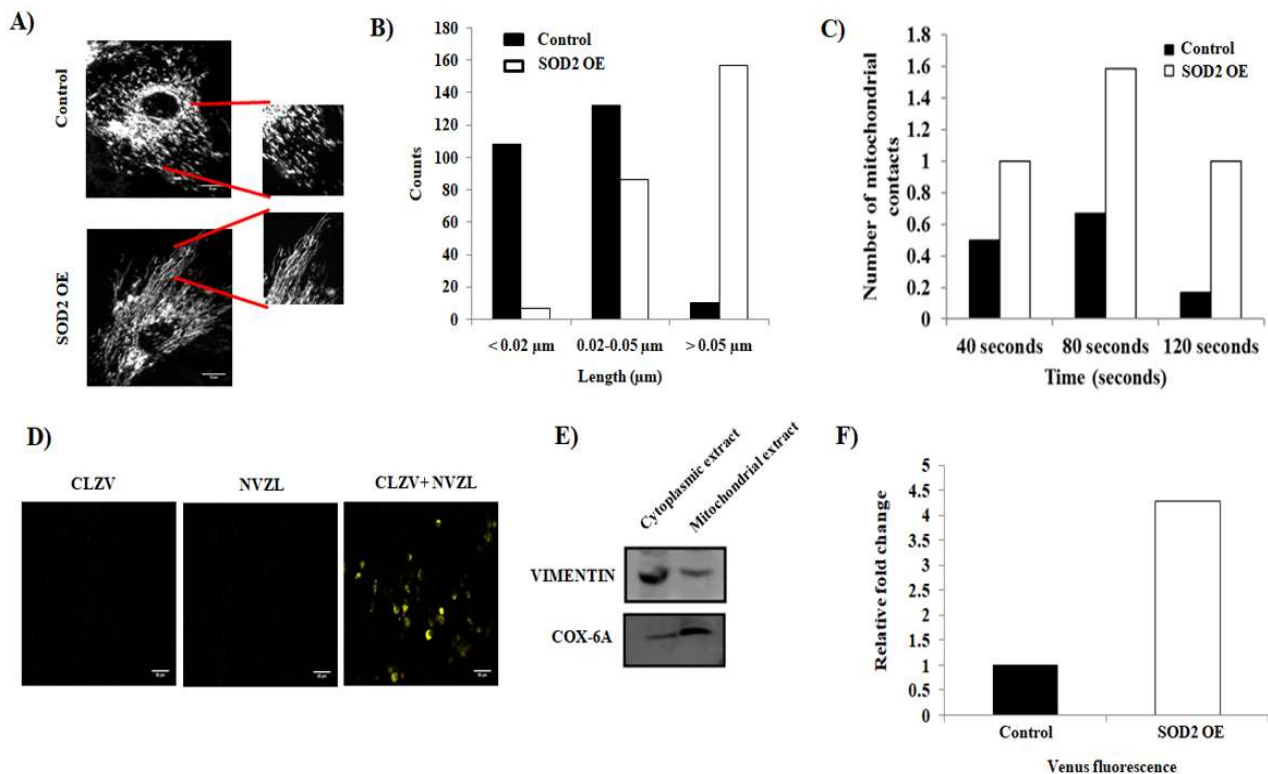 A)
Control
SOD2 OE
B)
Control
SOD2 OE
Counts
180
160
140
120
100
80
60
40
20
0
< 0.02 µm
0.02-0.05 µm
> 0.05 µm
Length (µm)
C)
Control
SOD2 OE
Number of mitochondrial
contacts
1.8
1.6
1.4
1.2
1
0.8
0.6
0.4
0.2
0
40 seconds
80 seconds
120 seconds
Time (seconds)
D)
CLZV
NVZL
CLZV+ NVZL
E)
Cytoplasmic extract
Mitochondrial extract
VIMENTIN
COX-6A
F)
Relative fold change
5
4.5
4
3.5
3
2.5
2
1.5
1
0.5
0
Control
SOD2 OE
Venus fluorescence